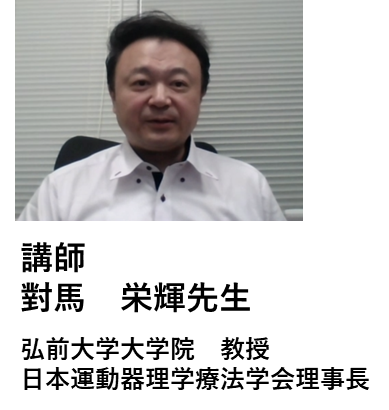 講師
對馬　栄輝先生
弘前大学大学院　教授
日本運動器理学療法学会理事長